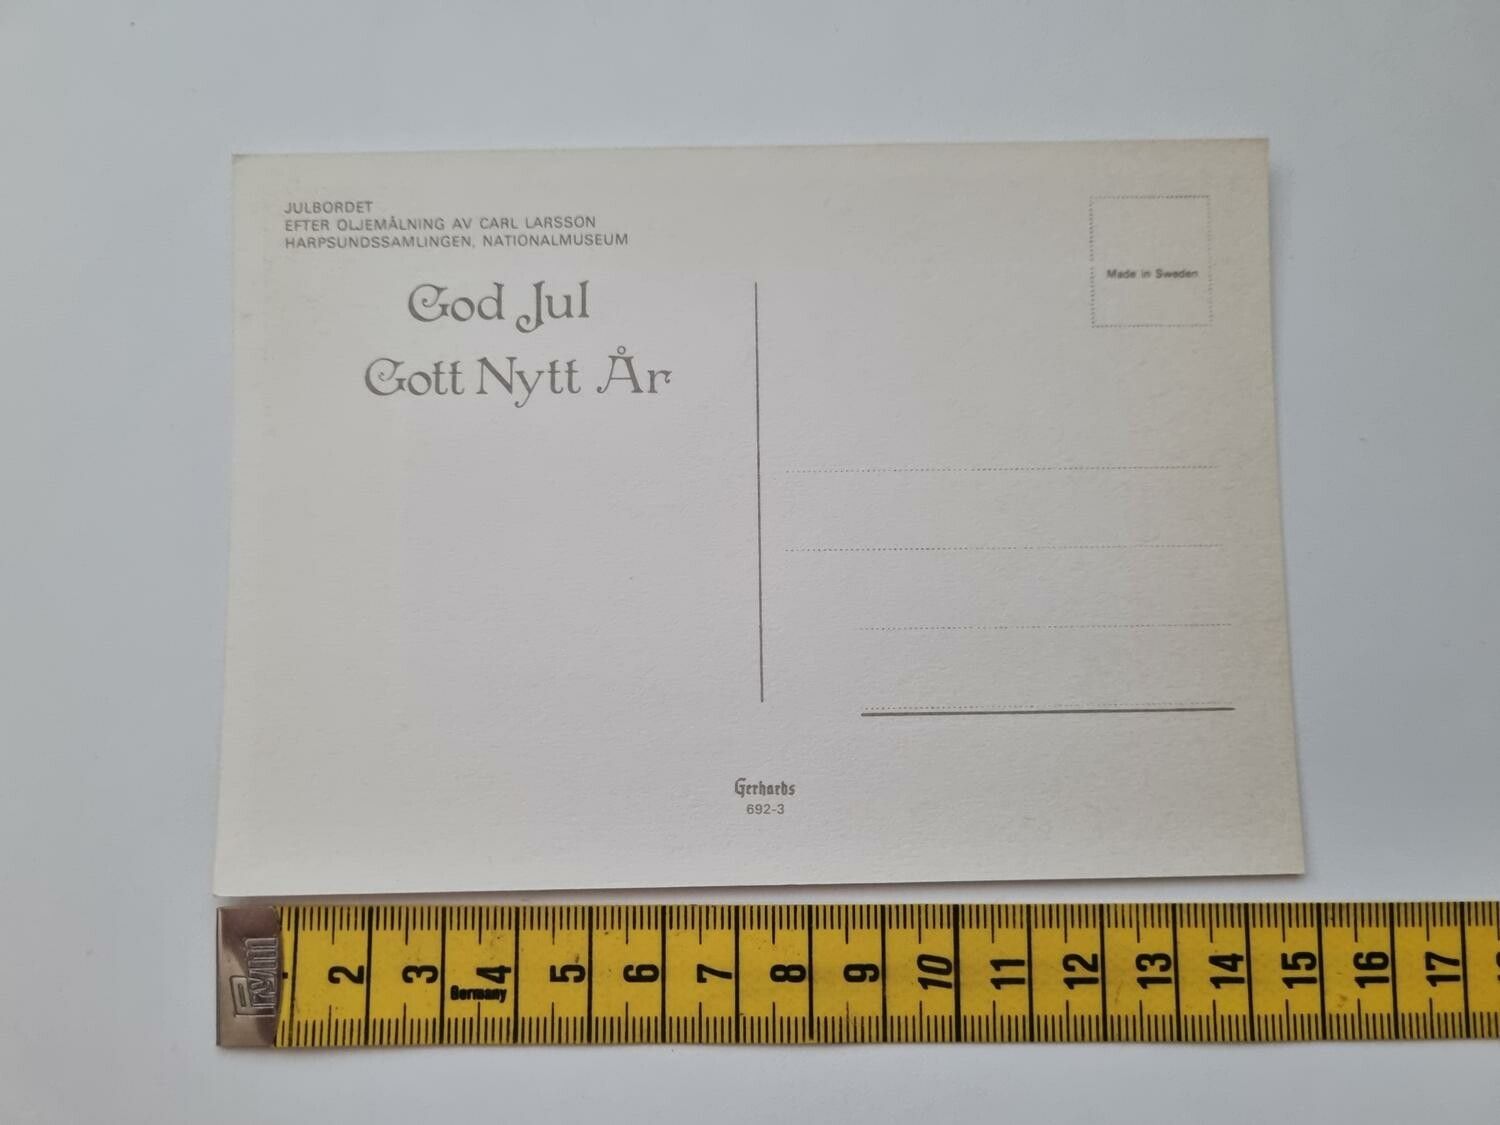 JULBORDET
EFTER OLJEMÅLNING AV CARL LARSSON
HARPSUNDSSAMLINGEN, NATIONALMUSEUM
God Jul
Gott Nytt År
Made in Sweden
Gerhards
692-3
Prym
2 3 4 5 6 7 8 9 10 11 12 13 14 15 16 17
Germany